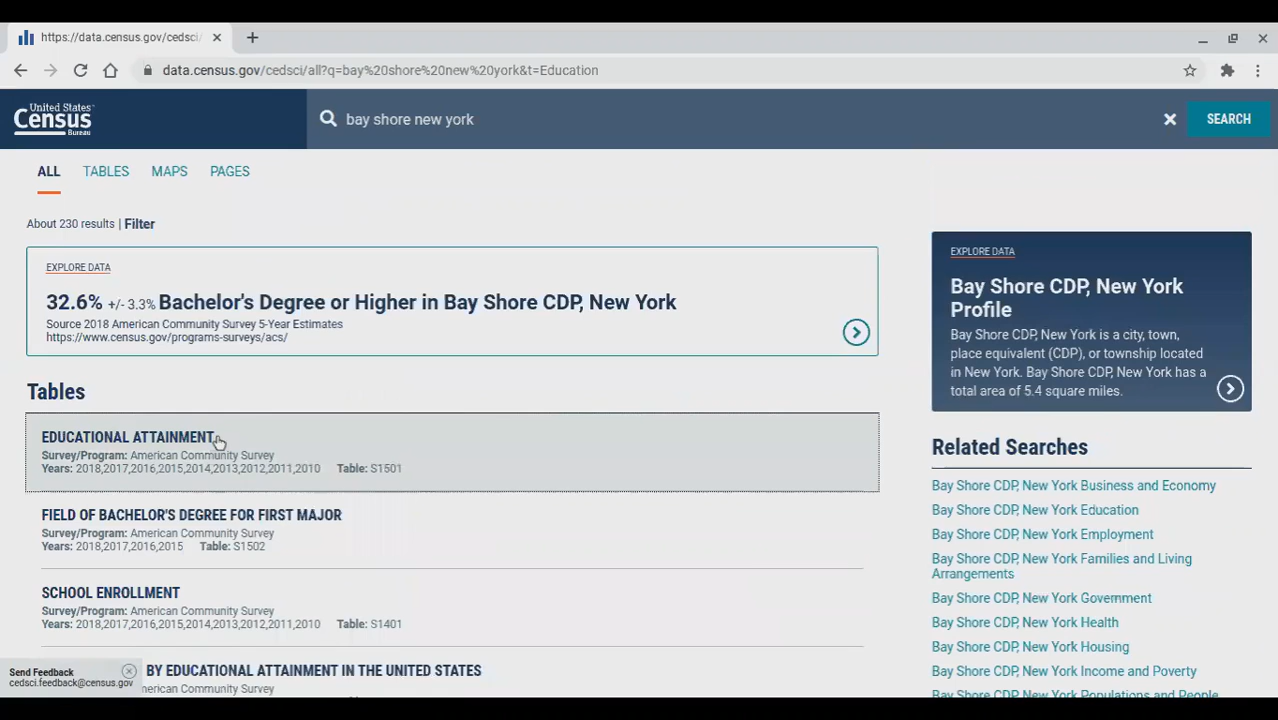 https://data.census.gov/cedsci/
data.census.gov/cedsci/all?q=bay%20shore%20new%20york&t=Education
United States
Census
Bureau
bay shore new york
SEARCH
ALL
TABLES
MAPS
PAGES
About 230 results | Filter
EXPLORE DATA
32.6% +/- 3.3% Bachelor's Degree or Higher in Bay Shore CDP, New York
Source 2018 American Community Survey 5-Year Estimates
https://www.census.gov/programs-surveys/acs/
Tables
EDUCATIONAL ATTAINMENT
Survey/Program: American Community Survey
Years: 2018,2017,2016,2015,2014,2013,2012,2011,2010 Table: S1501
FIELD OF BACHELOR'S DEGREE FOR FIRST MAJOR
Survey/Program: American Community Survey
Years: 2018,2017,2016,2015 Table: S1502
SCHOOL ENROLLMENT
Survey/Program: American Community Survey
Years: 2018,2017,2016,2015,2014,2013,2012,2011,2010 Table: S1401
BY EDUCATIONAL ATTAINMENT IN THE UNITED STATES
merican Community Survey
Send Feedback
cedsci.feedback@census.gov
EXPLORE DATA
Bay Shore CDP, New York
Profile
Bay Shore CDP, New York is a city, town,
place equivalent (CDP), or township located
in New York. Bay Shore CDP, New York has a
total area of 5.4 square miles.
Related Searches
Bay Shore CDP, New York Business and Economy
Bay Shore CDP, New York Education
Bay Shore CDP, New York Employment
Bay Shore CDP, New York Families and Living
Arrangements
Bay Shore CDP, New York Government
Bay Shore CDP, New York Health
Bay Shore CDP, New York Housing
Bay Shore CDP, New York Income and Poverty
Bay Shore CDP, New York Populations and People